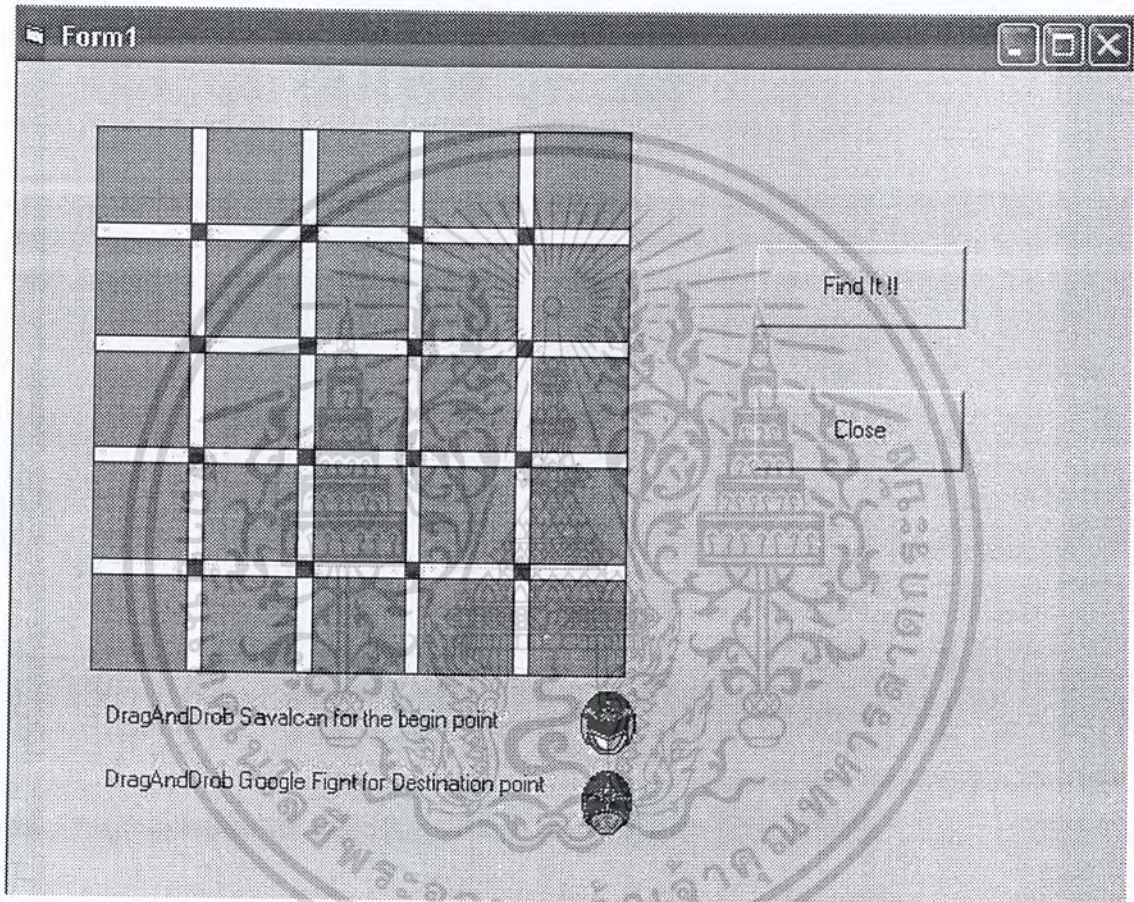 Form1
Find It !!
Close
DragAndDrob Savalcan for the begin point
DragAndDrob Google Fignt for Destination point